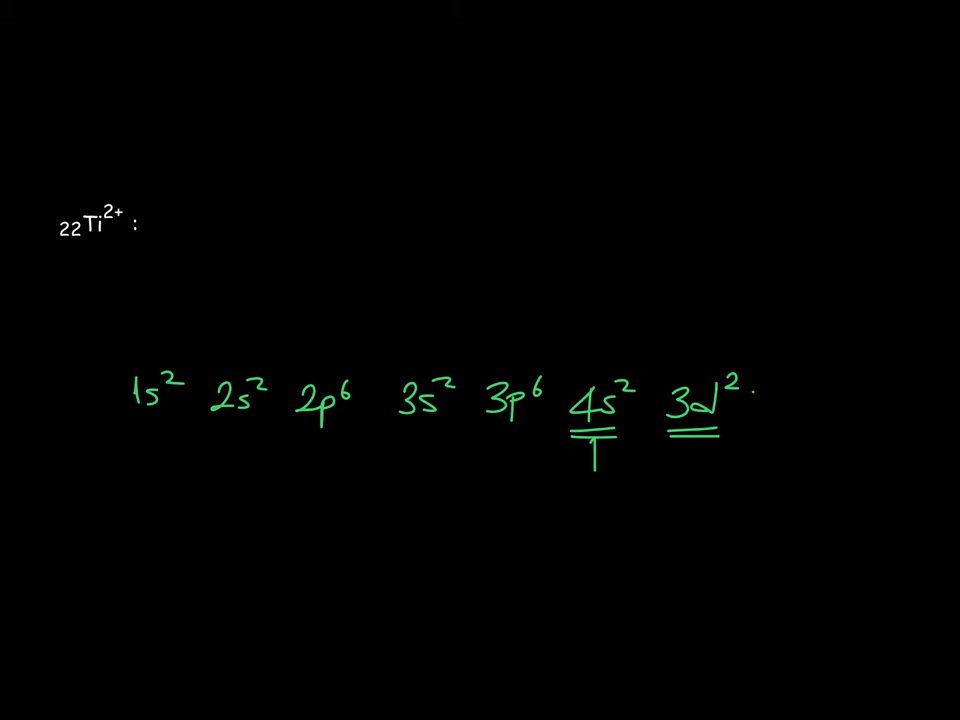 ₂₂Ti²⁺ :
1s² 2s² 2p⁶ 3s² 3p⁶ 4s² 3d²